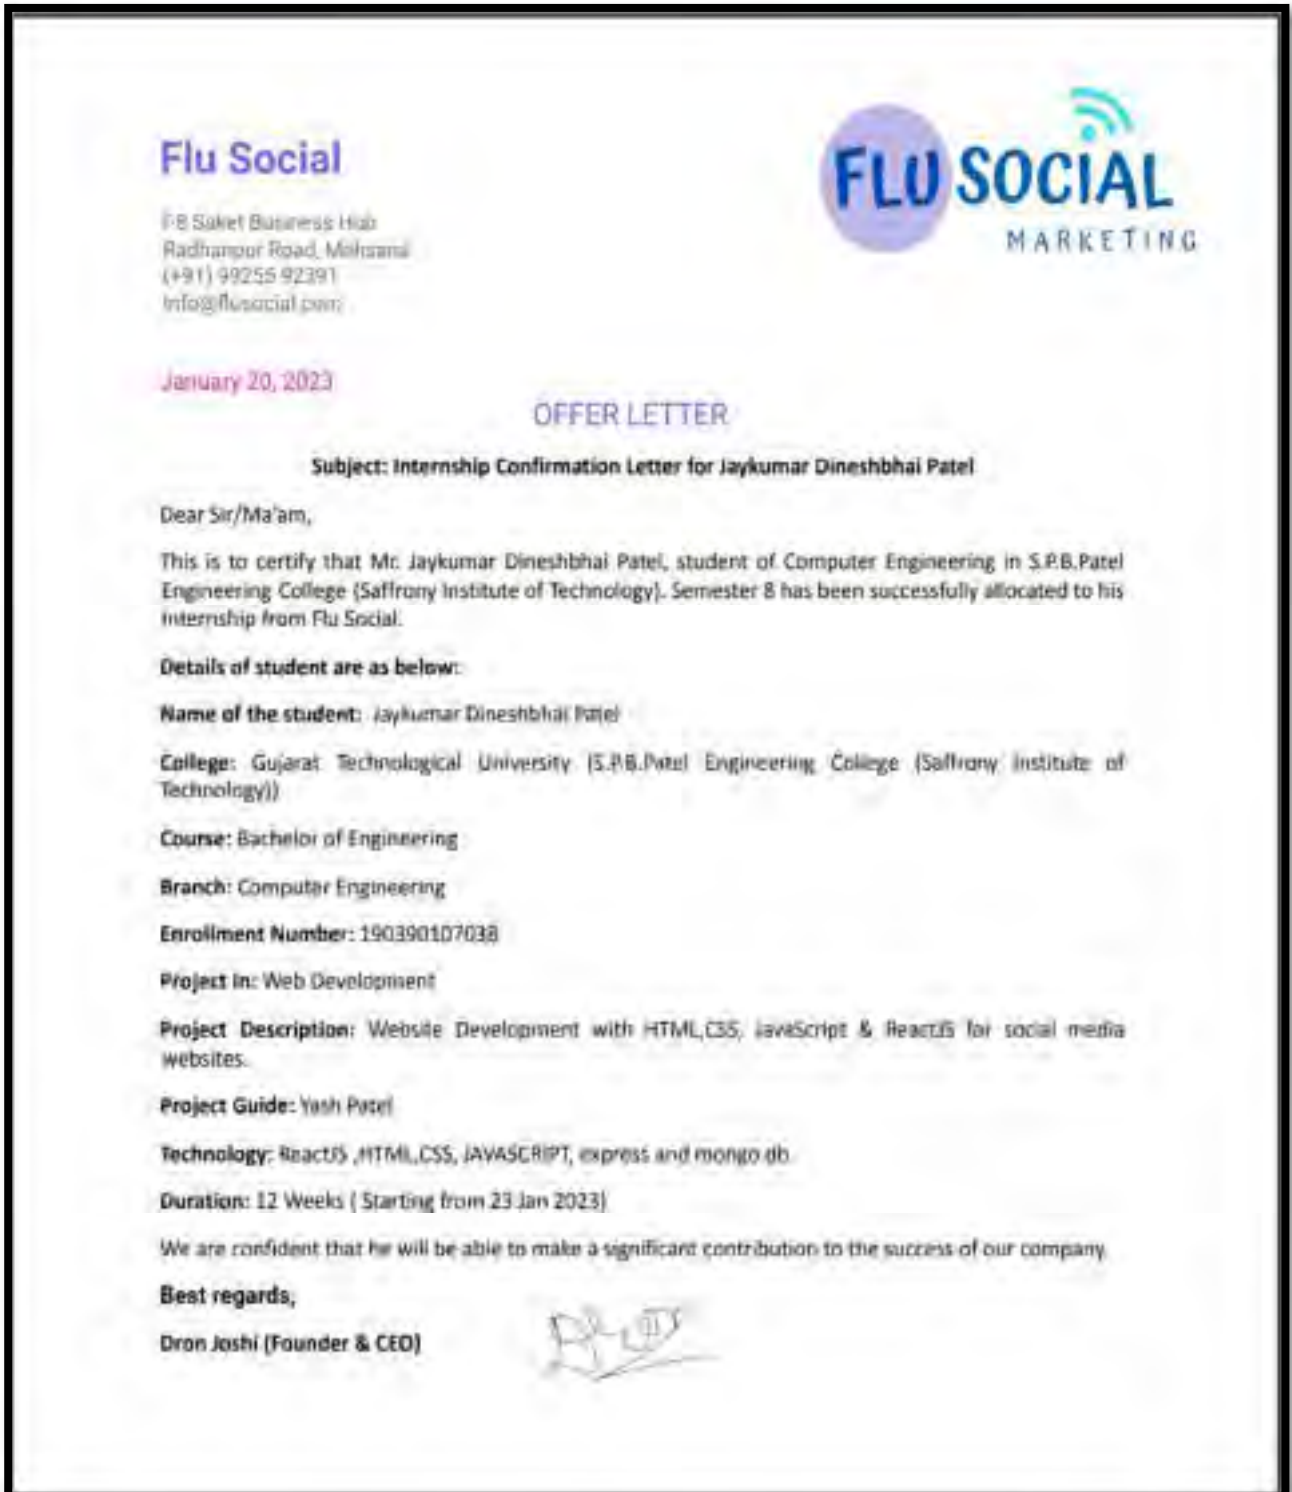 Flu Social
FLU SOCIAL
MARKETING
F-8 Saket Business Hub
Radhanpur Road, Mehsana
(+91) 99255 92391
info@flusocial.com
January 20, 2023
OFFER LETTER
Subject: Internship Confirmation Letter for Jaykumar Dineshbhai Patel
Dear Sir/Ma'am,
This is to certify that Mr. Jaykumar Dineshbhai Patel, student of Computer Engineering in S.P.B.Patel
Engineering College (Saffrony Institute of Technology). Semester 8 has been successfully allocated to his
Internship from Flu Social.
Details of student are as below:
Name of the student: Jaykumar Dineshbhai Patel
College: Gujarat Technological University (S.P.B.Patel Engineering College (Saffrony Institute of
Technology))
Course: Bachelor of Engineering
Branch: Computer Engineering
Enrollment Number: 190390107038
Project In: Web Development
Project Description: Website Development with HTML,CSS, JavaScript & ReactJS for social media
websites.
Project Guide: Yash Patel
Technology: ReactJS ,HTML,CSS, JAVASCRIPT, express and mongo db.
Duration: 12 Weeks ( Starting from 23 Jan 2023)
We are confident that he will be able to make a significant contribution to the success of our company.
Best regards,
Dron Joshi (Founder & CEO)